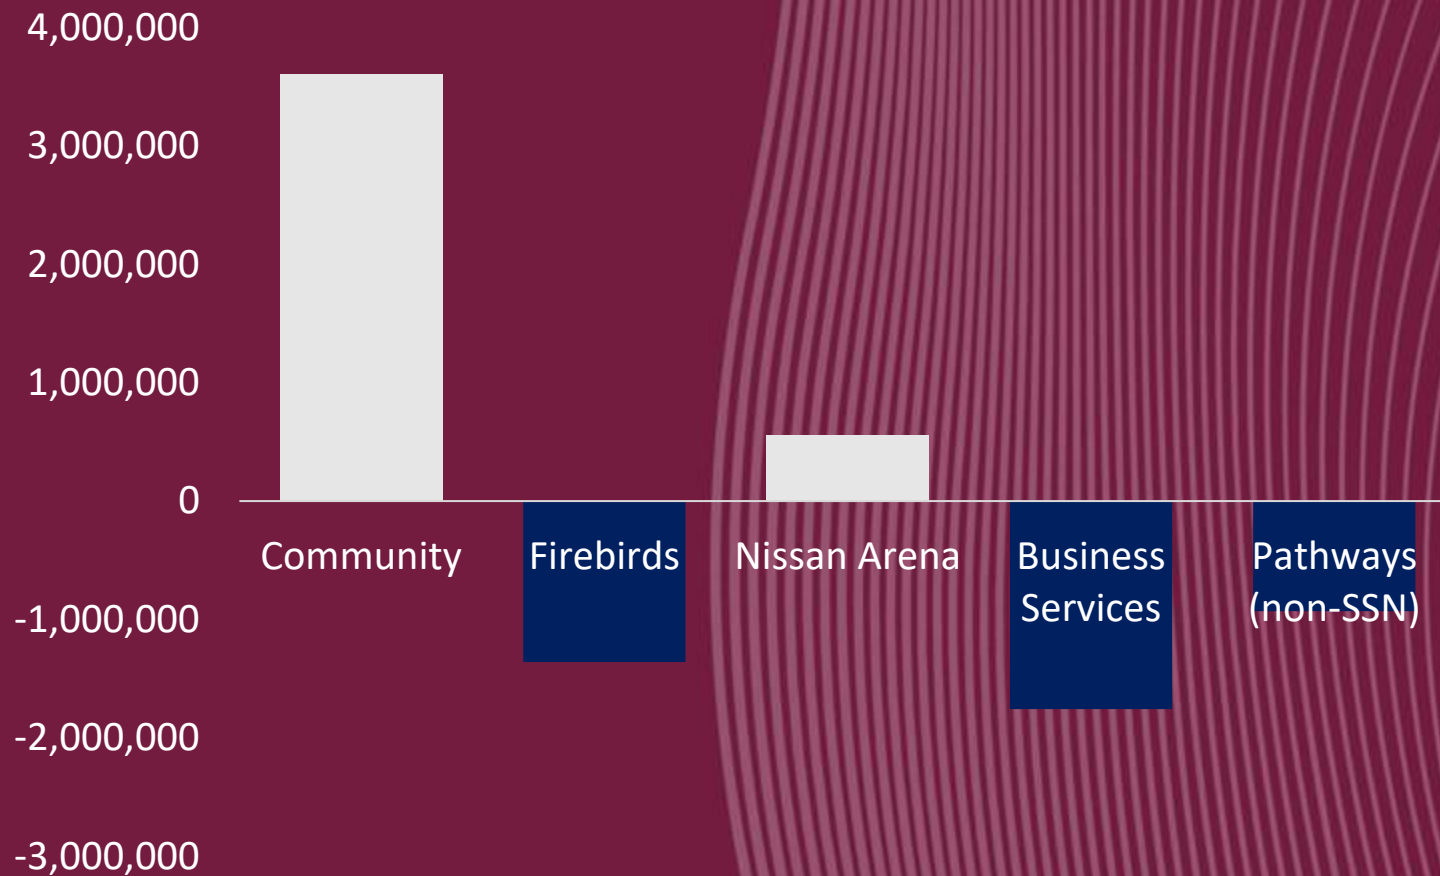 4,000,000
3,000,000
2,000,000
1,000,000
0
Community
Firebirds
Nissan Arena
Business
Services
Pathways
(non-SSN)
-1,000,000
-2,000,000
-3,000,000